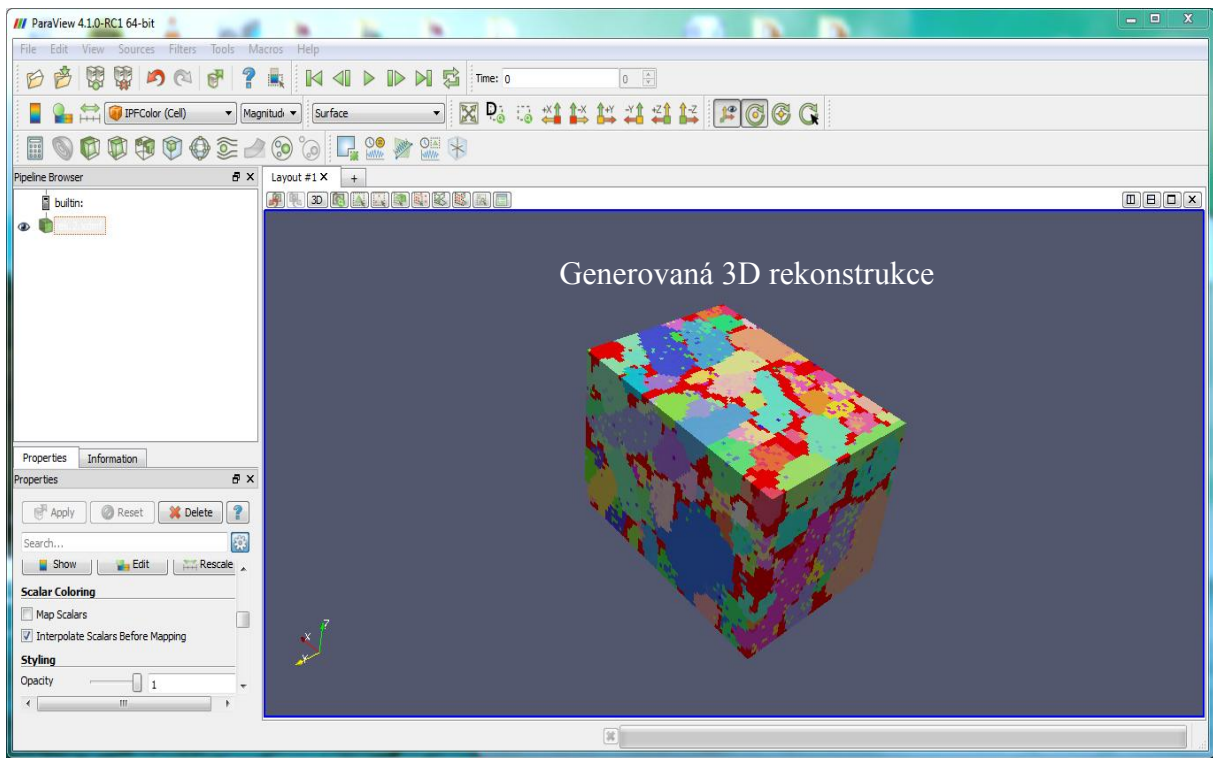 ParaView 4.1.0-RC1 64-bit
File Edit View Sources Filters Tools Macros Help
Time: 0 0
IPFColor (Cell) Magnitud Surface +X -X +Y -Y +Z -Z
Pipeline Browser
Layout #1 X +
3D
builtin:
Generovaná 3D rekonstrukce
Properties Information
Properties
Apply Reset Delete ?
Search...
Show Edit Rescale
Scalar Coloring
Map Scalars
Interpolate Scalars Before Mapping
Styling
Opacity 1
X Y Z